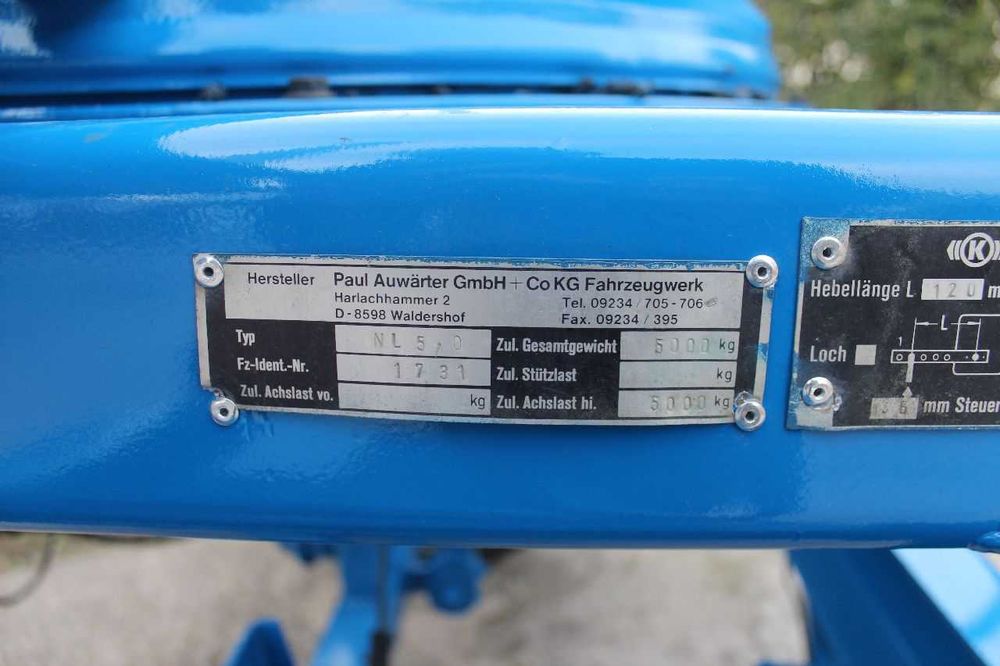 Hersteller Paul Auwärter GmbH + Co KG Fahrzeugwerk
Harlachhammer 2 Tel. 09234 / 705-706
D-8598 Waldershof Fax. 09234 / 395
Typ NL 5,0 Zul. Gesamtgewicht 5000 kg
Fz-Ident.-Nr. 1731 Zul. Stützlast kg
Zul. Achslast vo. kg Zul. Achslast hi. 5000 kg
K
Hebellänge L 120 m
L
1
Loch
mm Steuer